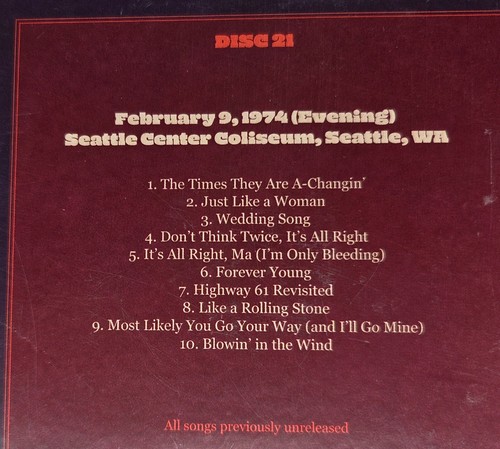 DISC 21
February 9, 1974 (Evening)
Seattle Center Coliseum, Seattle, WA
1. The Times They Are A-Changin'
2. Just Like a Woman
3. Wedding Song
4. Don't Think Twice, It's All Right
5. It's All Right, Ma (I'm Only Bleeding)
6. Forever Young
7. Highway 61 Revisited
8. Like a Rolling Stone
9. Most Likely You Go Your Way (and I'll Go Mine)
10. Blowin' in the Wind
All songs previously unreleased